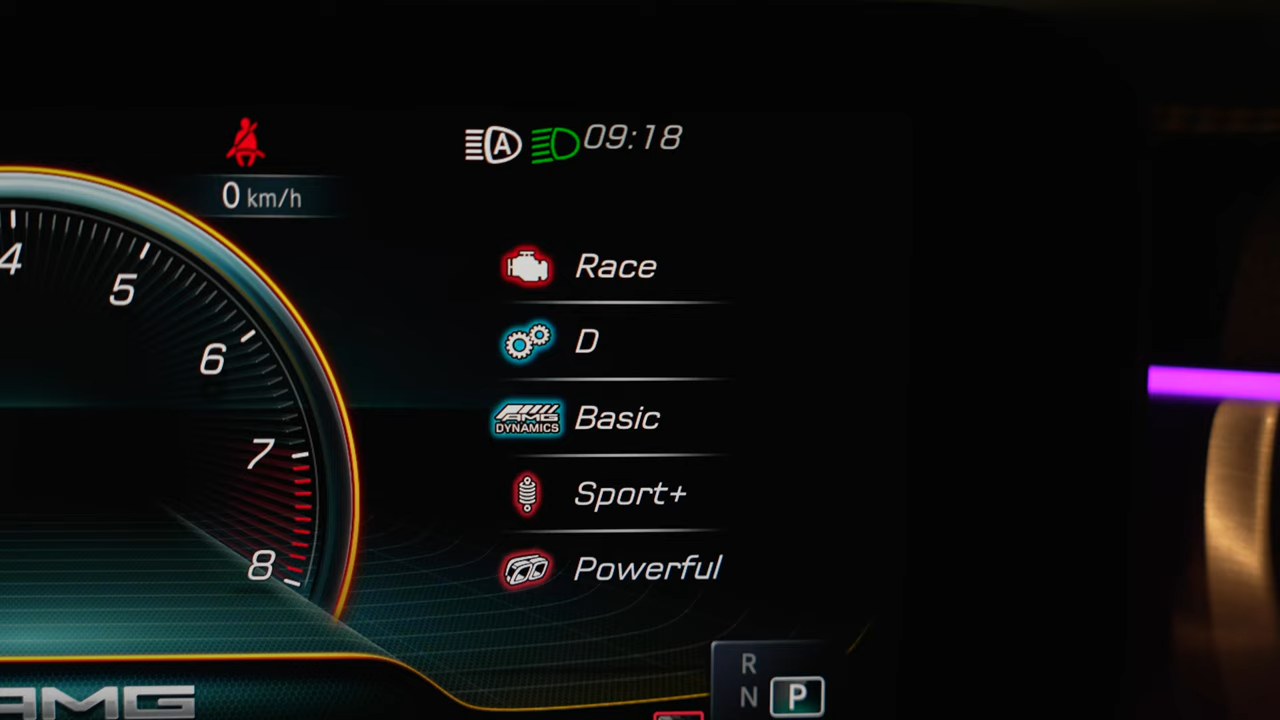 A 09:18
0 km/h
4
5
6
7
8
Race
D
AMG DYNAMICS Basic
Sport+
Powerful
AMG
R
N P